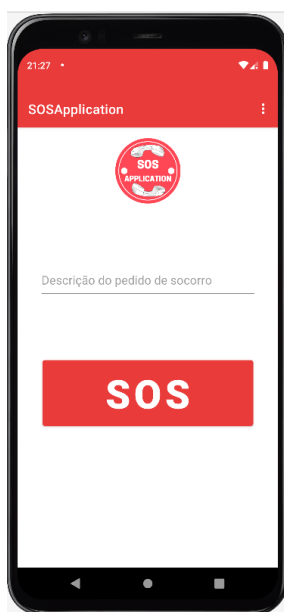 21:27
SOSApplication
SOS
APPLICATION
Descrição do pedido de socorro
SOS